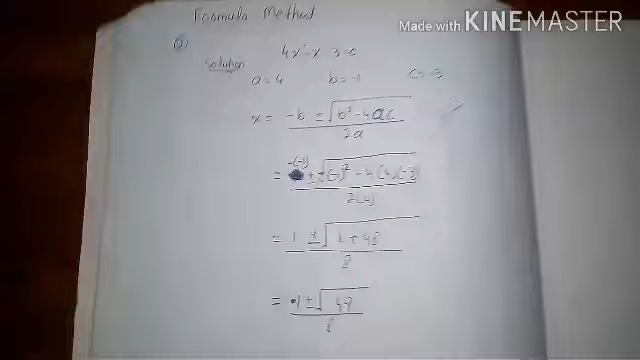 Formula Method
Made with KINEMASTER
a) 4x²-x 3=0
Solution
a=4 b=-1 c=-3
x= -b ±√b²-4ac / 2a
= -(-1) ±√(-1)²-4(4)(-3) / 2(4)
= 1 ±√1+48 / 8
= 1±√49 / 8